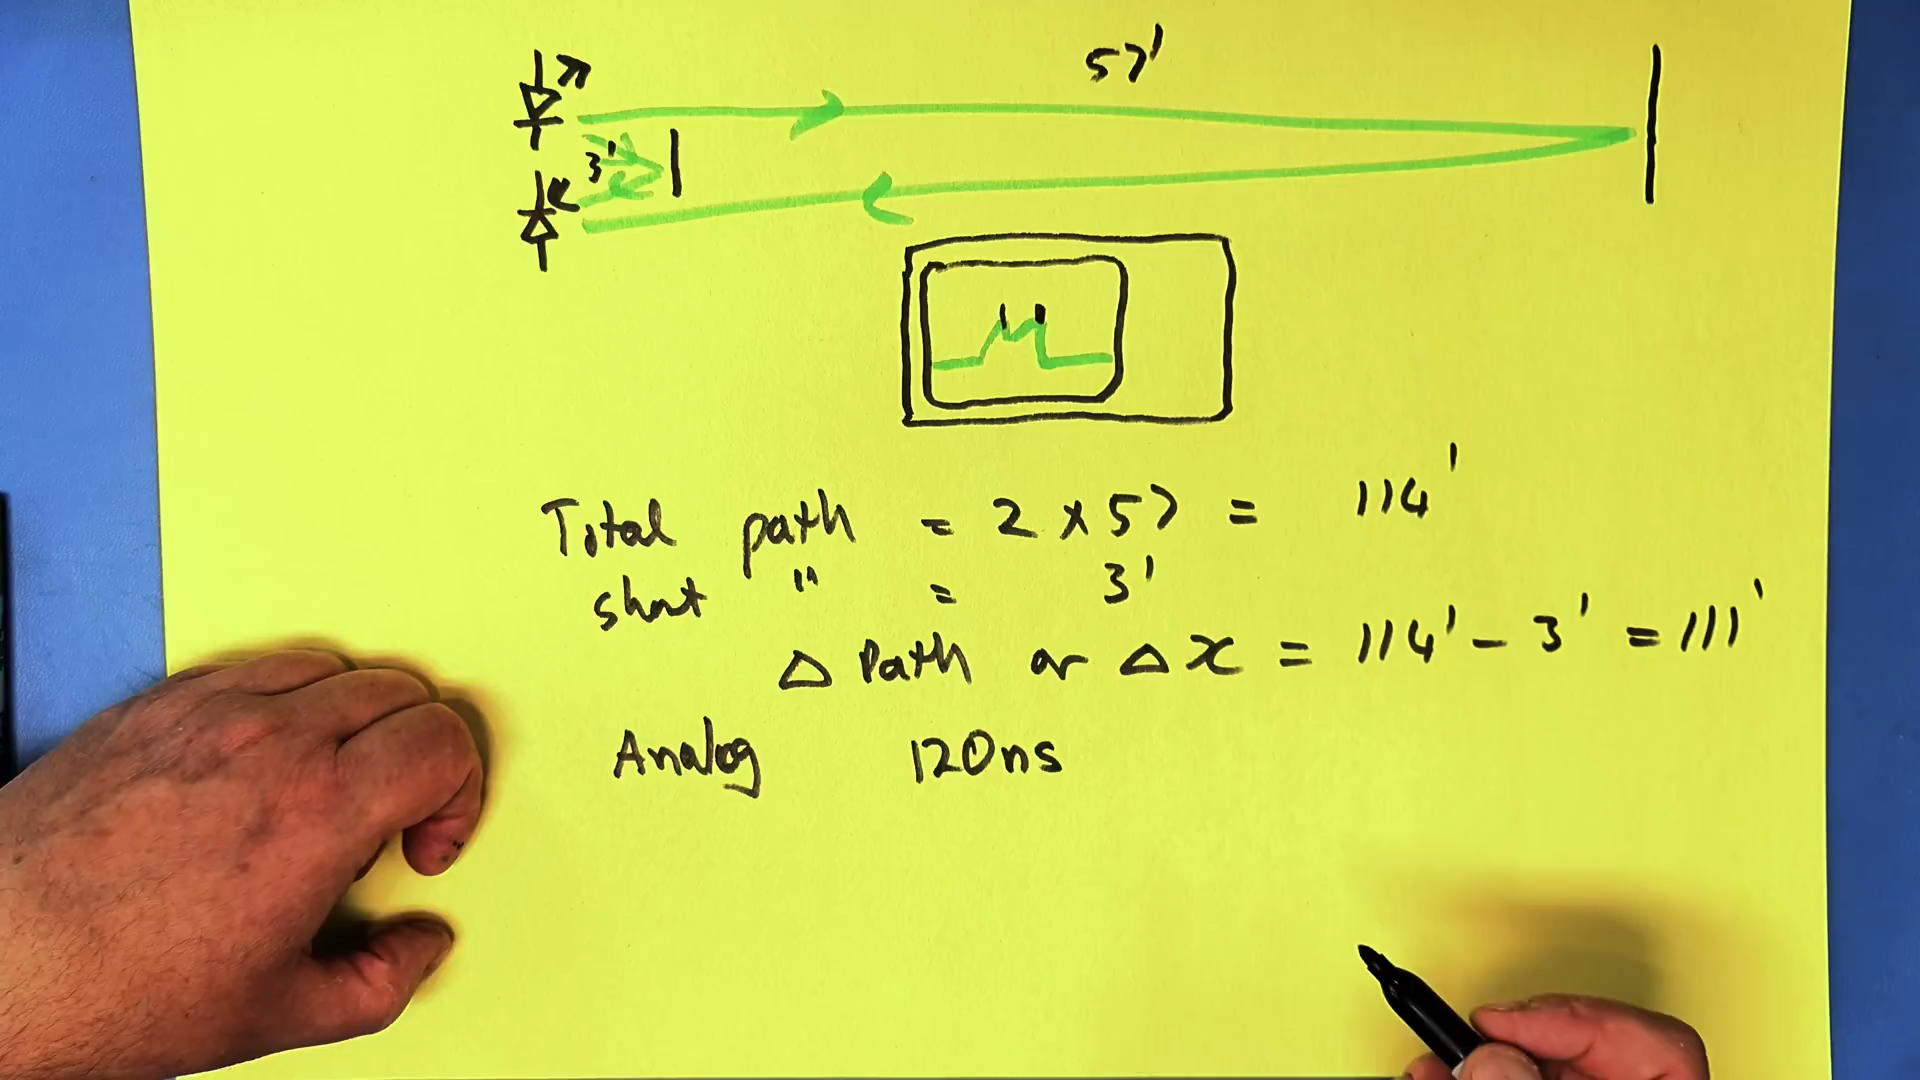 57'
3'
Total path = 2 x 57 = 114'
short " = 3'
Δ Path or Δx = 114' - 3' = 111'
Analog 120ns